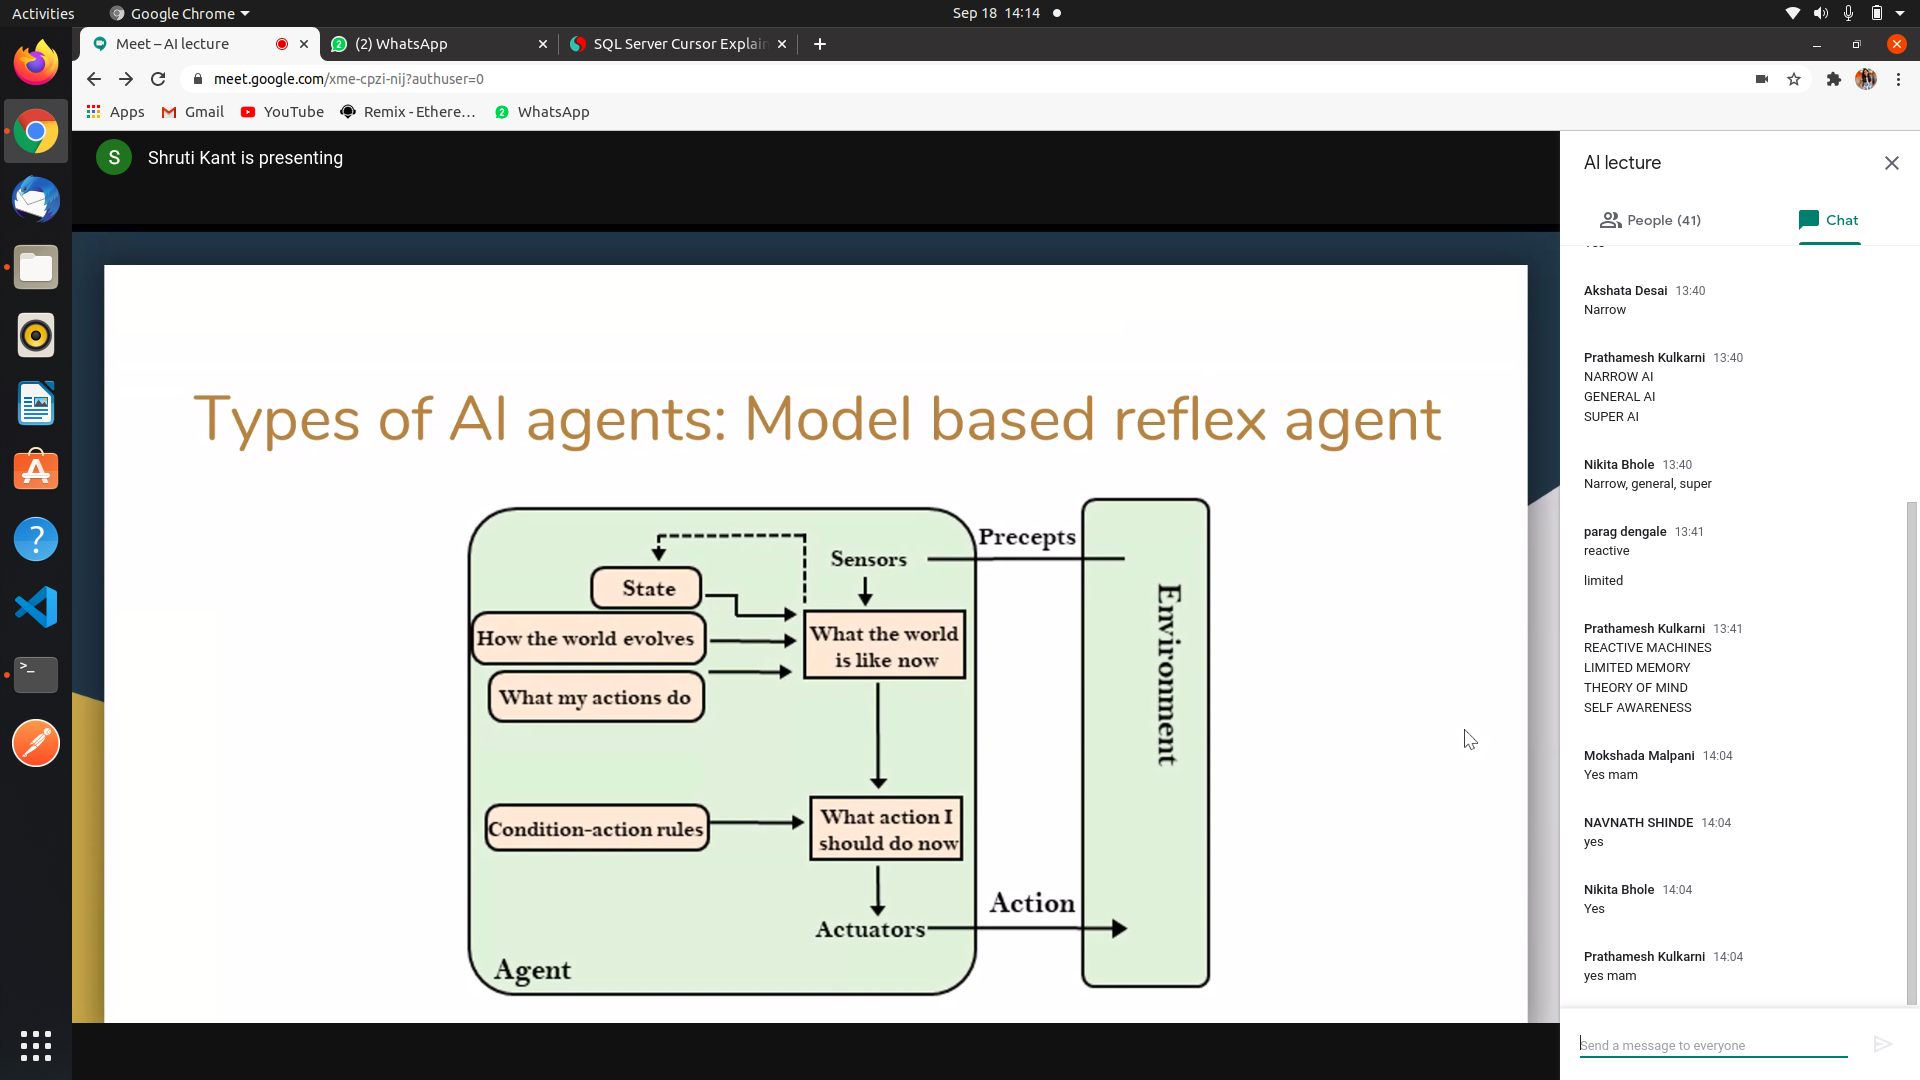 Activities
Google Chrome
Sep 18 14:14
Meet – AI lecture
(2) WhatsApp
SQL Server Cursor Explain
meet.google.com/xme-cpzi-nij?authuser=0
Apps
Gmail
YouTube
Remix - Ethere…
2
WhatsApp
S
Shruti Kant is presenting
Types of AI agents: Model based reflex agent
Precepts
Sensors
State
How the world evolves
What my actions do
What the world
is like now
Environment
Condition-action rules
What action I
should do now
Action
Actuators
Agent
AI lecture
People (41)
Chat
Akshata Desai 13:40
Narrow
Prathamesh Kulkarni 13:40
NARROW AI
GENERAL AI
SUPER AI
Nikita Bhole 13:40
Narrow, general, super
parag dengale 13:41
reactive
limited
Prathamesh Kulkarni 13:41
REACTIVE MACHINES
LIMITED MEMORY
THEORY OF MIND
SELF AWARENESS
Mokshada Malpani 14:04
Yes mam
NAVNATH SHINDE 14:04
yes
Nikita Bhole 14:04
Yes
Prathamesh Kulkarni 14:04
yes mam
Send a message to everyone